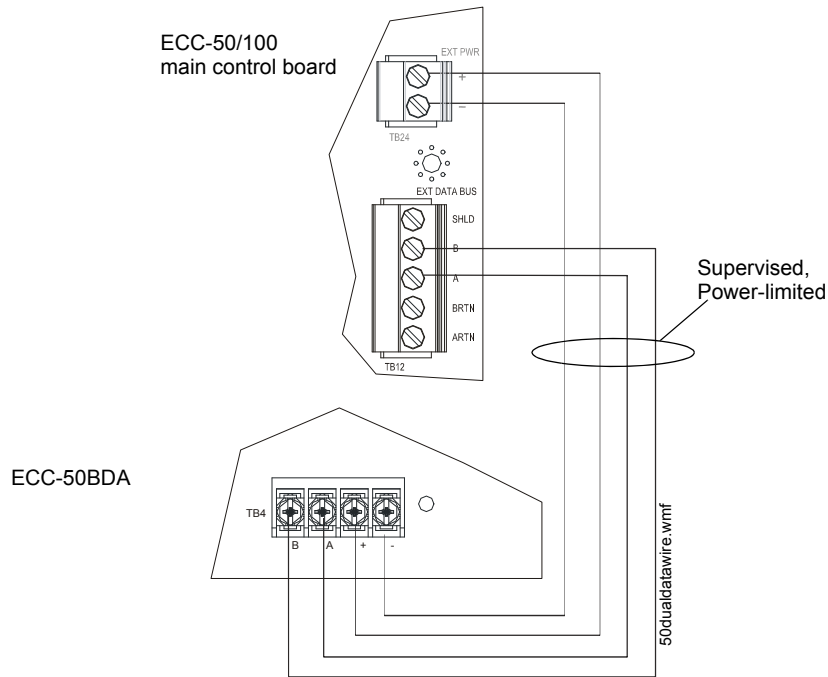 ECC-50/100
main control board
EXT PWR
+
–
TB24
EXT DATA BUS
SHLD
B
A
BRTN
ARTN
TB12
Supervised,
Power-limited
ECC-50BDA
TB4
B A + -
50dualdatawire.wmf